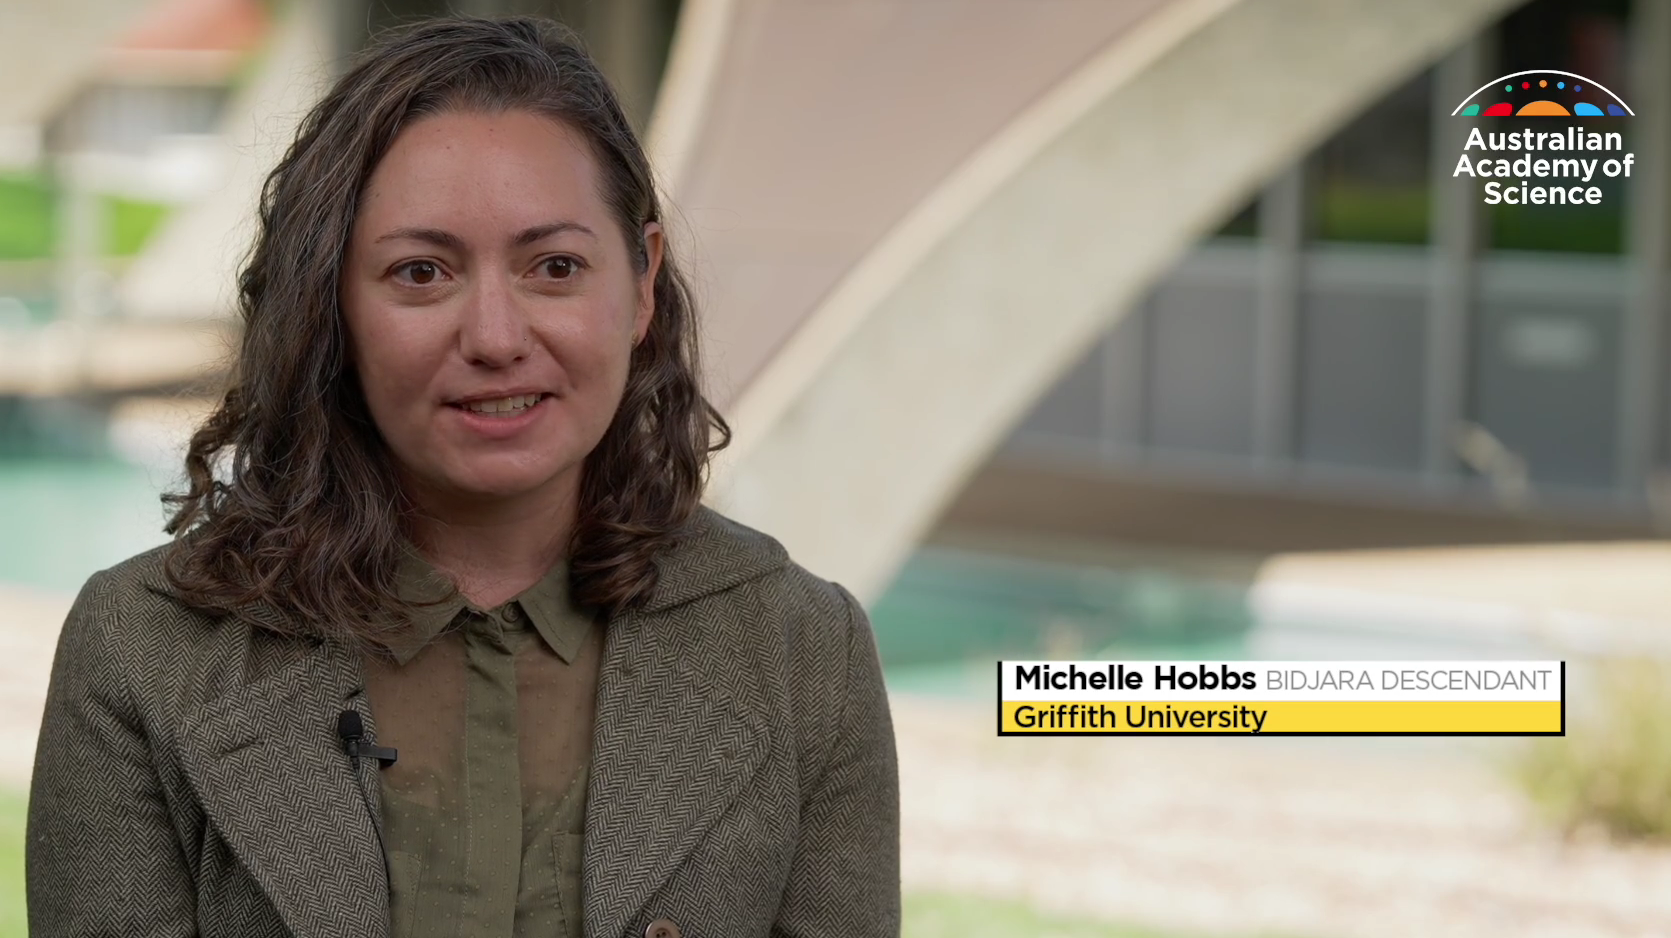 Australian
Academy of
Science
Michelle Hobbs BIDJARA DESCENDANT
Griffith University